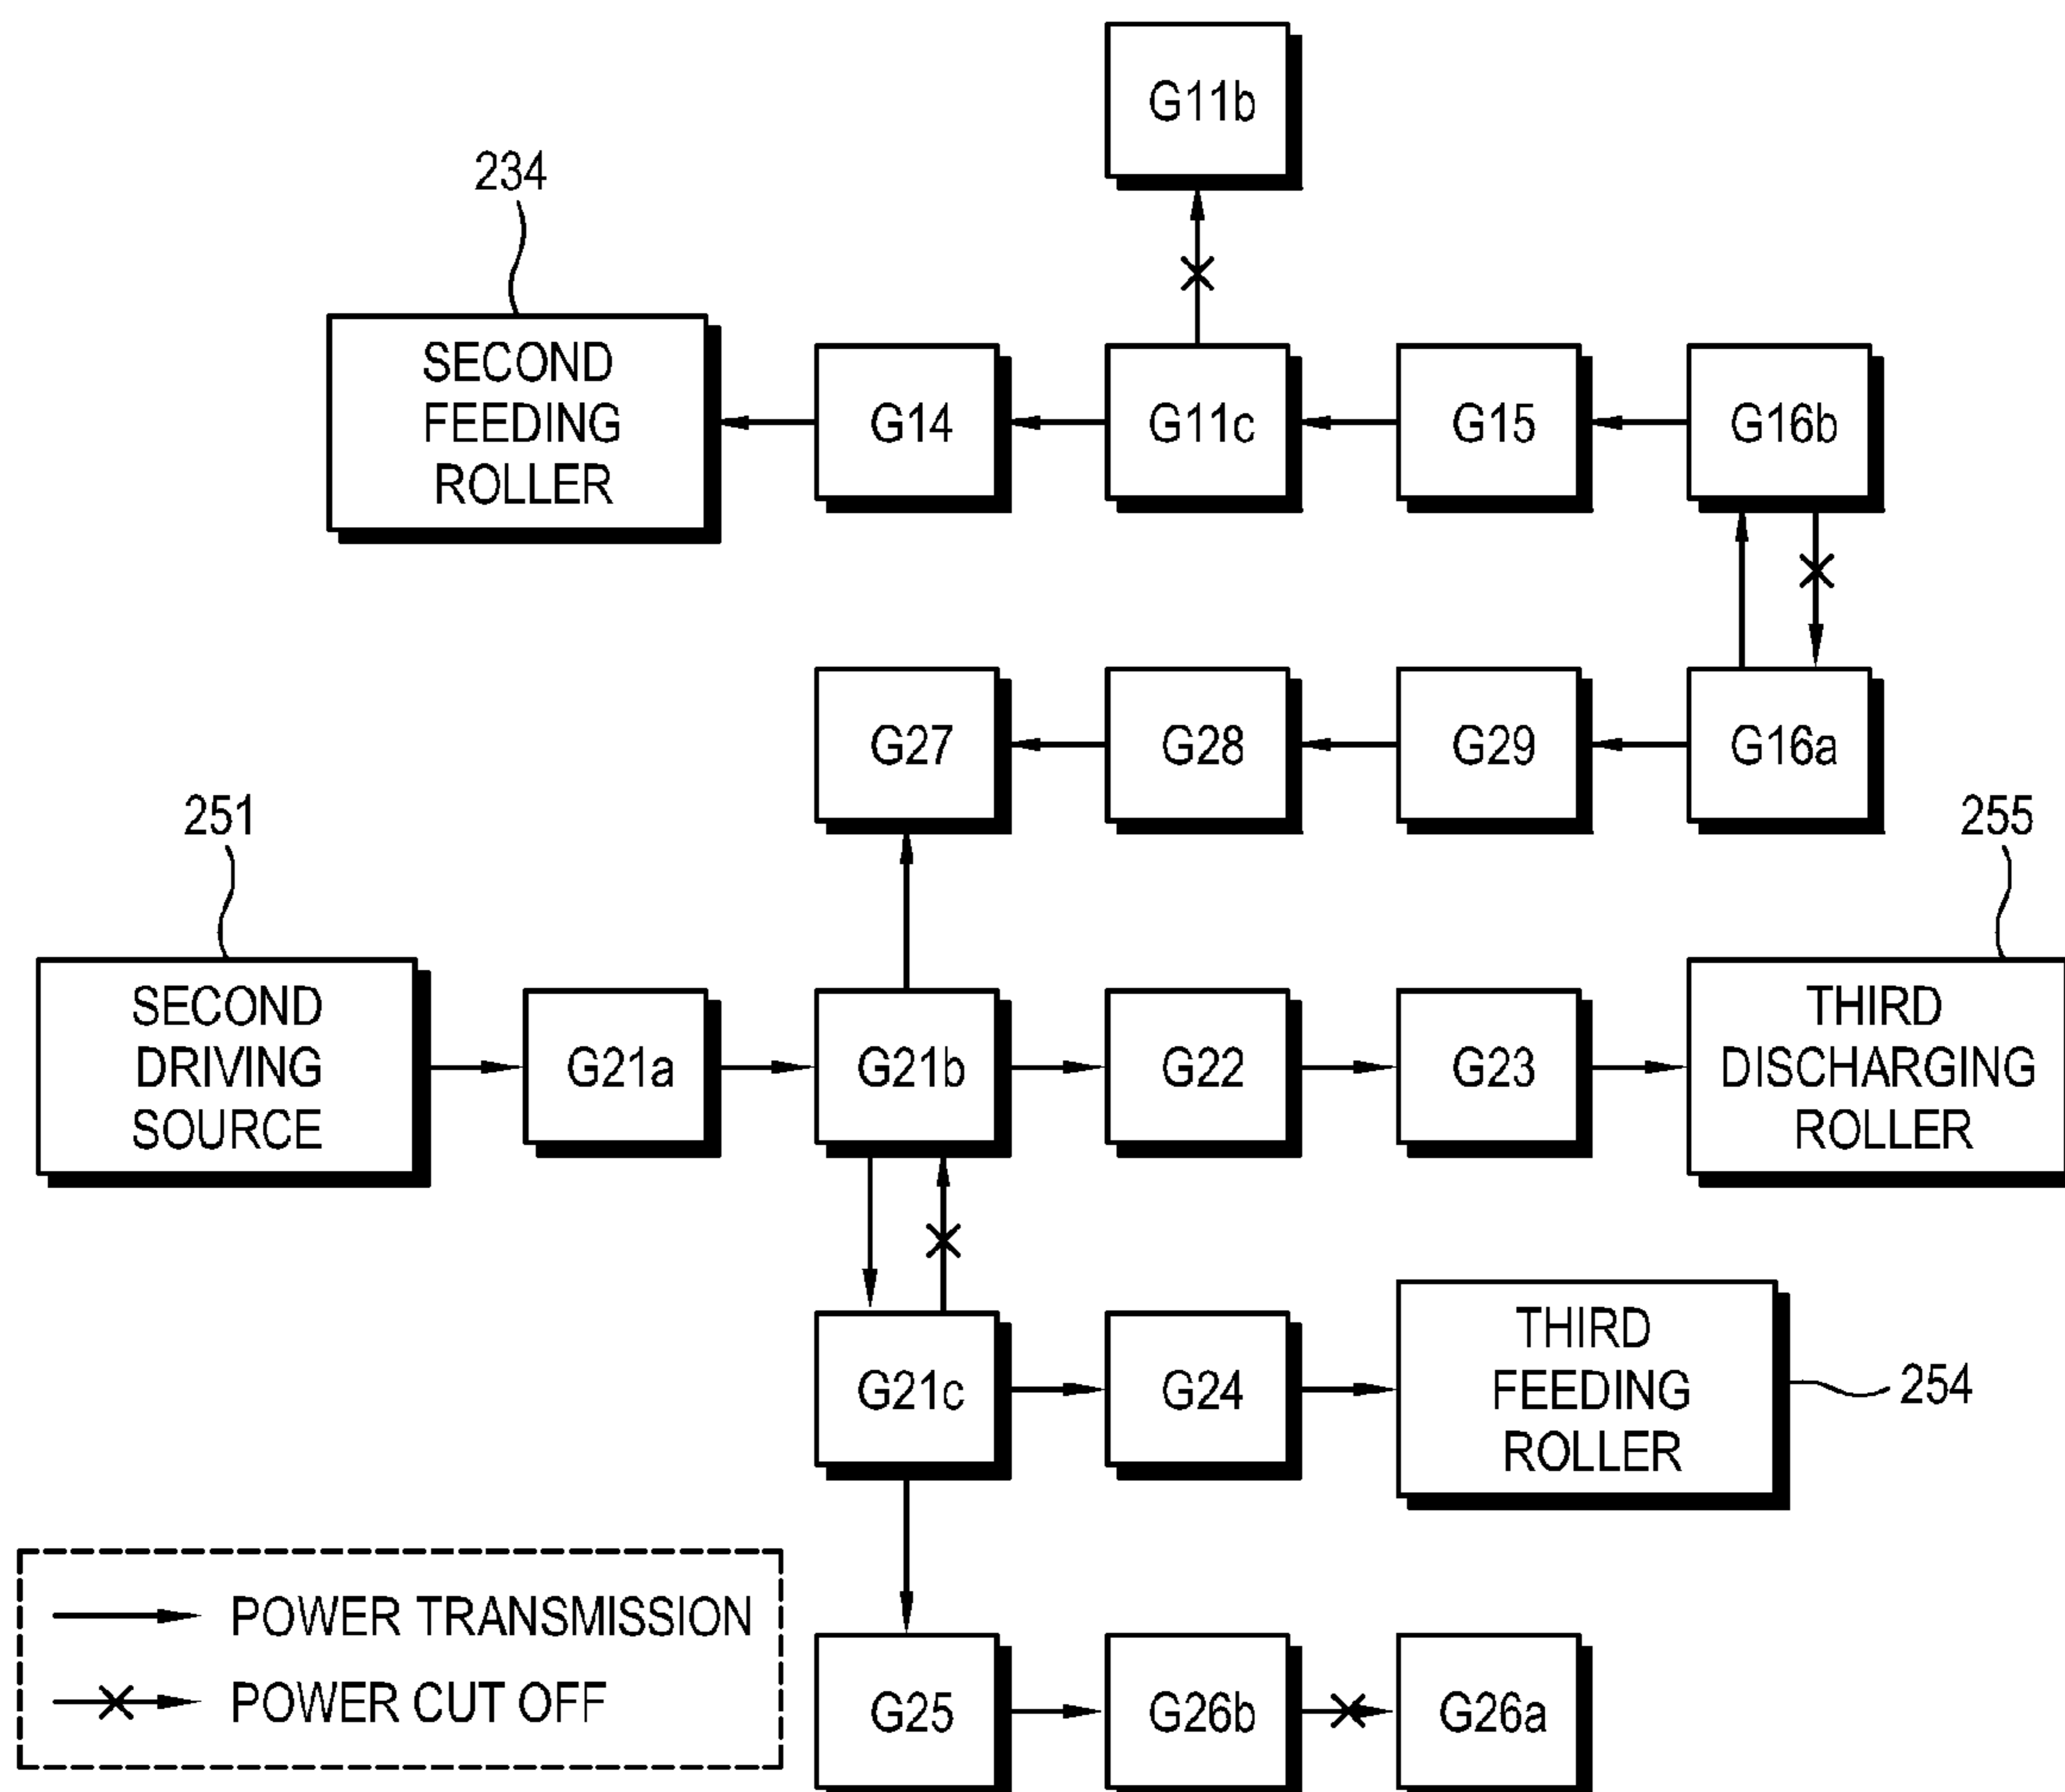 G11b
234
SECOND
FEEDING
ROLLER
G14
G11c
G15
G16b
G27
G28
G29
G16a
251
255
SECOND
DRIVING
SOURCE
G21a
G21b
G22
G23
THIRD
DISCHARGING
ROLLER
G21c
G24
THIRD
FEEDING
ROLLER
254
POWER TRANSMISSION
POWER CUT OFF
G25
G26b
G26a